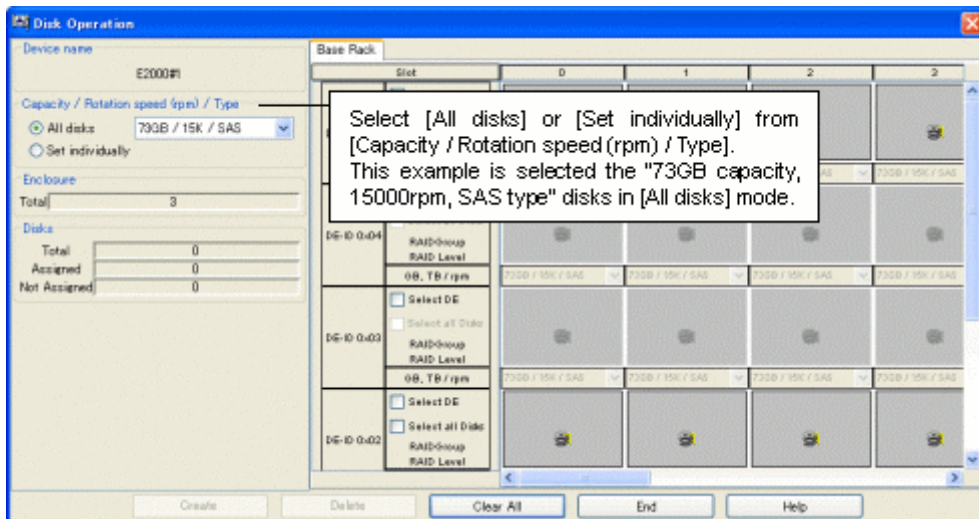 Disk Operation
Device name
E2000#1
Capacity / Rotation speed (rpm) / Type
All disks 73GB / 15K / SAS
Set individually
Enclosure
Total 3
Disks
Total 0
Assigned 0
Not Assigned 0
Base Rack
Slot 0 1 2 3
Select [All disks] or [Set individually] from
[Capacity / Rotation speed (rpm) / Type].
This example is selected the "73GB capacity,
15000rpm, SAS type" disks in [All disks] mode.
DE-ID 0x04
RAIDGroup
RAID Level
GB, TB / rpm 73GB / 15K / SAS 73GB / 15K / SAS 73GB / 15K / SAS 73GB / 15K / SAS
DE-ID 0x03
Select DE
Select all Disks
RAIDGroup
RAID Level
GB, TB / rpm 73GB / 15K / SAS 73GB / 15K / SAS 73GB / 15K / SAS 73GB / 15K / SAS
DE-ID 0x02
Select DE
Select all Disks
RAIDGroup
RAID Level
Create Delete Clear All End Help